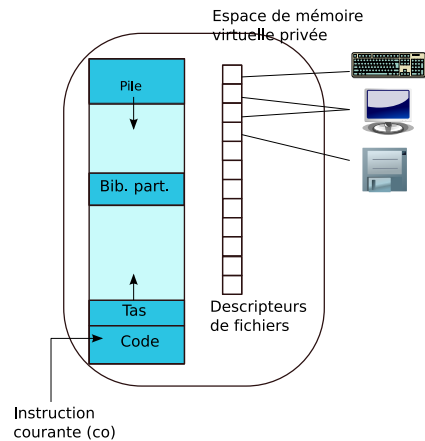 Espace de mémoire
virtuelle privée
Pile
Bib. part.
Tas
Code
Descripteurs
de fichiers
Instruction
courante (co)